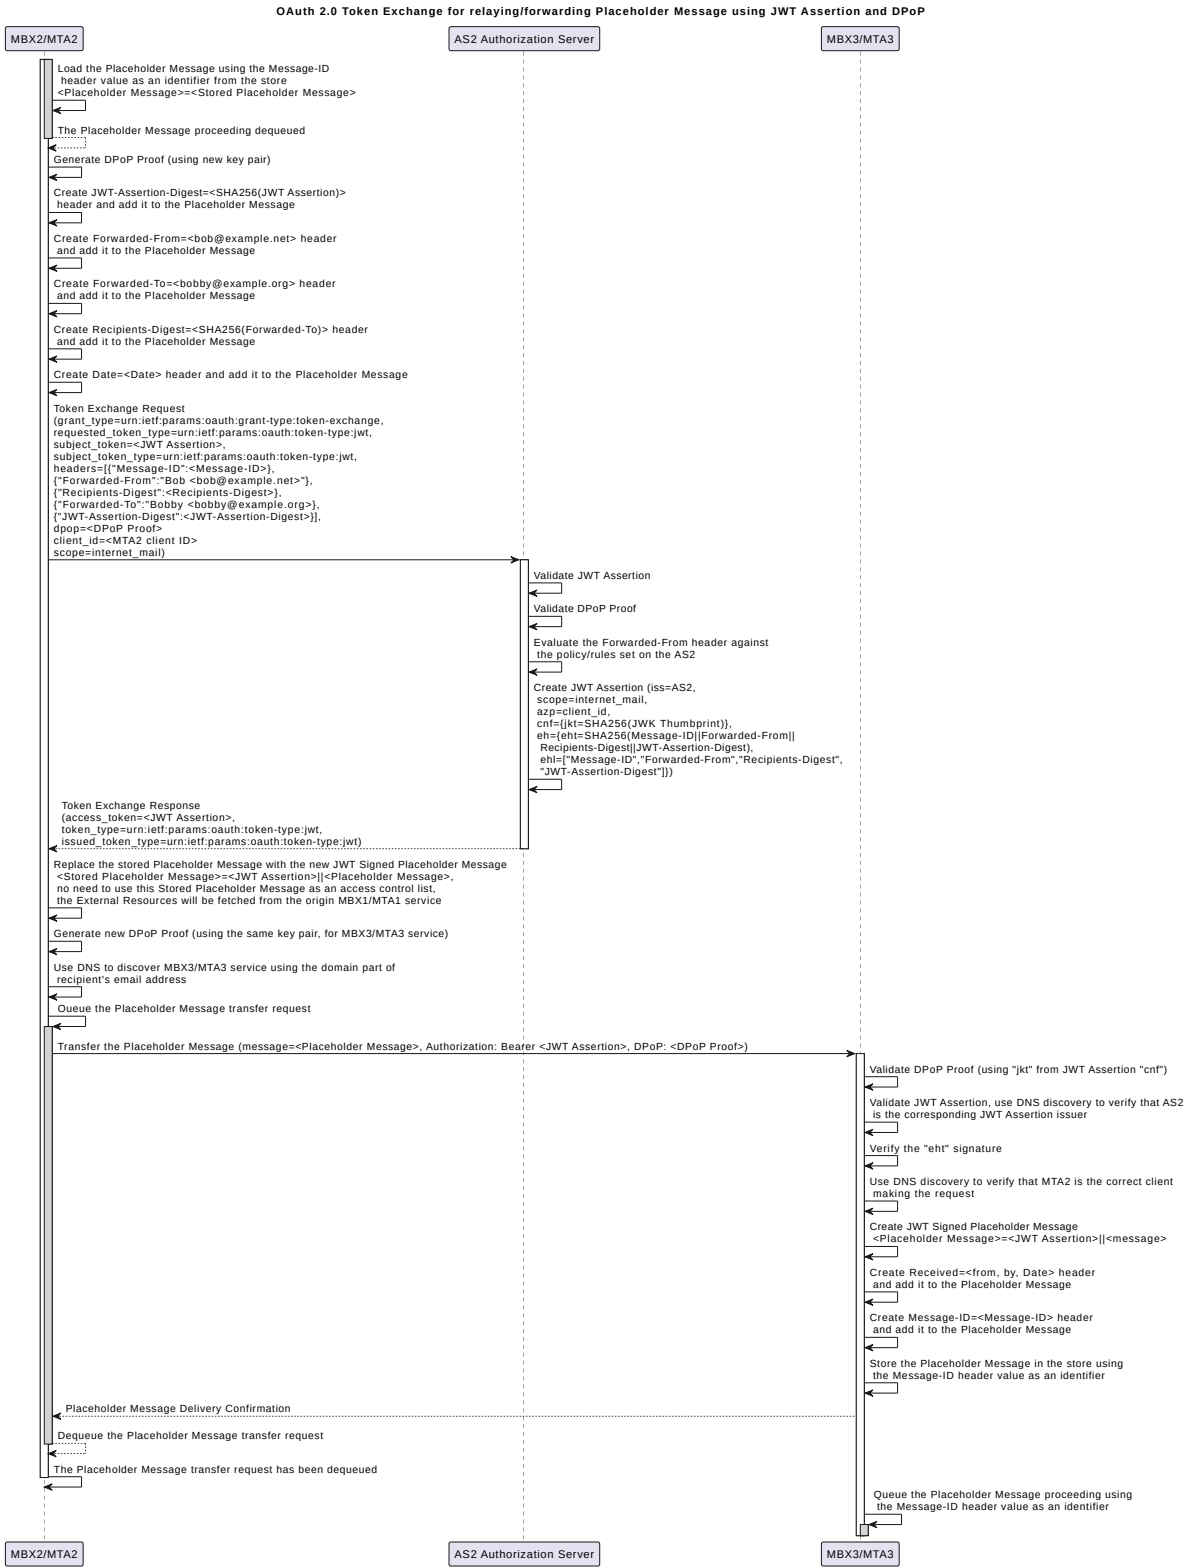 OAuth 2.0 Token Exchange for relaying/forwarding Placeholder Message using JWT Assertion and DPoP
MBX2/MTA2
AS2 Authorization Server
MBX3/MTA3
Load the Placeholder Message using the Message-ID
header value as an identifier from the store
<Placeholder Message>=<Stored Placeholder Message>
The Placeholder Message proceeding dequeued
Generate DPoP Proof (using new key pair)
Create JWT-Assertion-Digest=<SHA256(JWT Assertion)>
header and add it to the Placeholder Message
Create Forwarded-From=<bob@example.net> header
and add it to the Placeholder Message
Create Forwarded-To=<bobby@example.org> header
and add it to the Placeholder Message
Create Recipients-Digest=<SHA256(Forwarded-To)> header
and add it to the Placeholder Message
Create Date=<Date> header and add it to the Placeholder Message
Token Exchange Request
(grant_type=urn:ietf:params:oauth:grant-type:token-exchange,
requested_token_type=urn:ietf:params:oauth:token-type:jwt,
subject_token=<JWT Assertion>,
subject_token_type=urn:ietf:params:oauth:token-type:jwt,
headers=[{"Message-ID":<Message-ID>},
{"Forwarded-From":"Bob <bob@example.net>"},
{"Recipients-Digest":<Recipients-Digest>},
{"Forwarded-To":"Bobby <bobby@example.org>},
{"JWT-Assertion-Digest":<JWT-Assertion-Digest>}],
dpop=<DPoP Proof>
client_id=<MTA2 client ID>
scope=internet_mail)
Validate JWT Assertion
Validate DPoP Proof
Evaluate the Forwarded-From header against
the policy/rules set on the AS2
Create JWT Assertion (iss=AS2,
scope=internet_mail,
azp=client_id,
cnf={jkt=SHA256(JWK Thumbprint)},
eh={eht=SHA256(Message-ID||Forwarded-From||
Recipients-Digest||JWT-Assertion-Digest),
ehl=["Message-ID","Forwarded-From","Recipients-Digest",
"JWT-Assertion-Digest"]})
Token Exchange Response
(access_token=<JWT Assertion>,
token_type=urn:ietf:params:oauth:token-type:jwt,
issued_token_type=urn:ietf:params:oauth:token-type:jwt)
Replace the stored Placeholder Message with the new JWT Signed Placeholder Message
<Stored Placeholder Message>=<JWT Assertion>||<Placeholder Message>,
no need to use this Stored Placeholder Message as an access control list,
the External Resources will be fetched from the origin MBX1/MTA1 service
Generate new DPoP Proof (using the same key pair, for MBX3/MTA3 service)
Use DNS to discover MBX3/MTA3 service using the domain part of
recipient's email address
Queue the Placeholder Message transfer request
Transfer the Placeholder Message (message=<Placeholder Message>, Authorization: Bearer <JWT Assertion>, DPoP: <DPoP Proof>)
Validate DPoP Proof (using "jkt" from JWT Assertion "cnf")
Validate JWT Assertion, use DNS discovery to verify that AS2
is the corresponding JWT Assertion issuer
Verify the "eht" signature
Use DNS discovery to verify that MTA2 is the correct client
making the request
Create JWT Signed Placeholder Message
<Placeholder Message>=<JWT Assertion>||<message>
Create Received=<from, by, Date> header
and add it to the Placeholder Message
Create Message-ID=<Message-ID> header
and add it to the Placeholder Message
Store the Placeholder Message in the store using
the Message-ID header value as an identifier
Placeholder Message Delivery Confirmation
Dequeue the Placeholder Message transfer request
The Placeholder Message transfer request has been dequeued
Queue the Placeholder Message proceeding using
the Message-ID header value as an identifier
MBX2/MTA2
AS2 Authorization Server
MBX3/MTA3